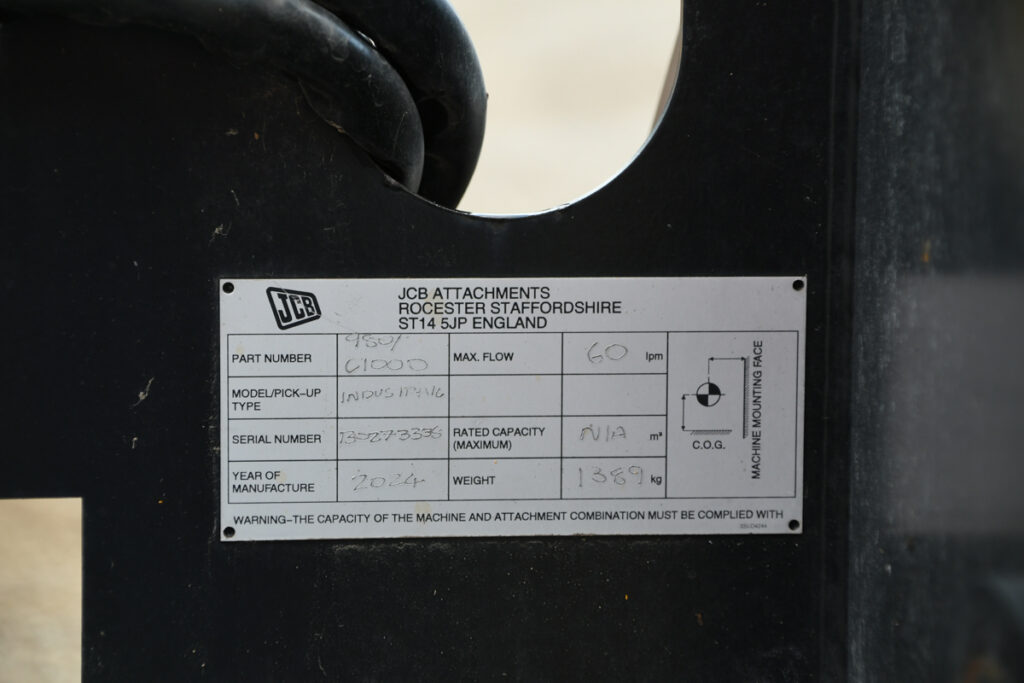 JCB
JCB ATTACHMENTS
ROCESTER STAFFORDSHIRE
ST14 5JP ENGLAND
PART NUMBER 980/ C1000 MAX. FLOW 60 lpm
MODEL/PICK-UP TYPE
SERIAL NUMBER RATED CAPACITY (MAXIMUM) N/A m³
YEAR OF MANUFACTURE 2024 WEIGHT 1389 kg
C.O.G.
MACHINE MOUNTING FACE
WARNING-THE CAPACITY OF THE MACHINE AND ATTACHMENT COMBINATION MUST BE COMPLIED WITH